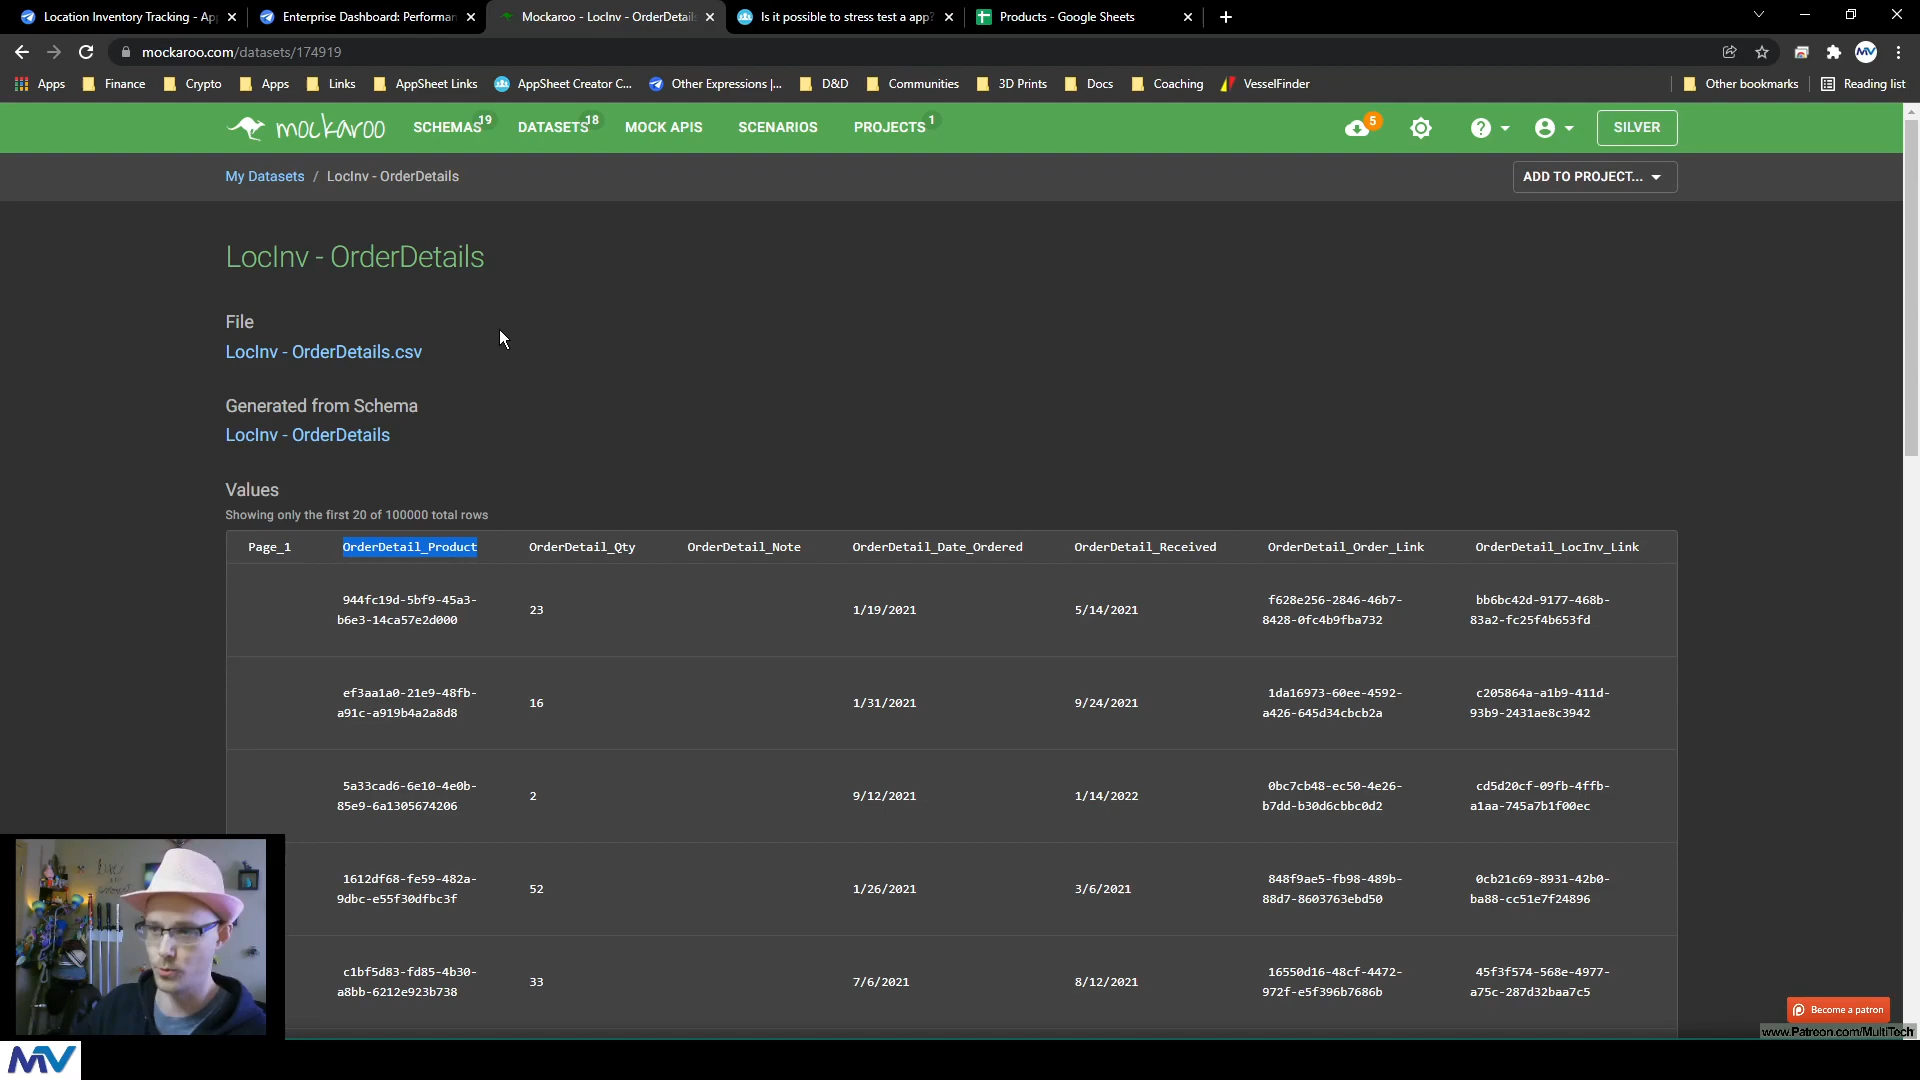 Location Inventory Tracking - Ap
Enterprise Dashboard: Performan
Mockaroo - LocInv - OrderDetails
Is it possible to stress test a app?
Products - Google Sheets
mockaroo.com/datasets/174919
Apps
Finance
Crypto
Apps
Links
AppSheet Links
AppSheet Creator C...
Other Expressions |...
D&D
Communities
3D Prints
Docs
Coaching
VesselFinder
Other bookmarks
Reading list
mockaroo
SCHEMAS 19
DATASETS 18
MOCK APIS
SCENARIOS
PROJECTS 1
5
SILVER
My Datasets / LocInv - OrderDetails
ADD TO PROJECT...
LocInv - OrderDetails
File
LocInv - OrderDetails.csv
Generated from Schema
LocInv - OrderDetails
Values
Showing only the first 20 of 100000 total rows
Page_1 OrderDetail_Product OrderDetail_Qty OrderDetail_Note OrderDetail_Date_Ordered OrderDetail_Received OrderDetail_Order_Link OrderDetail_LocInv_Link
944fc19d-5bf9-45a3- f628e256-2846-46b7- bb6bc42d-9177-468b-
23 1/19/2021 5/14/2021
b6e3-14ca57e2d000 8428-0fc4b9fba732 83a2-fc25f4b653fd
ef3aa1a0-21e9-48fb- 1da16973-60ee-4592- c205864a-a1b9-411d-
16 1/31/2021 9/24/2021
a91c-a919b4a2a8d8 a426-645d34cbcb2a 93b9-2431ae8c3942
5a33cad6-6e10-4e0b- 0bc7cb48-ec50-4e26- cd5d20cf-09fb-4ffb-
2 9/12/2021 1/14/2022
85e9-6a1305674206 b7dd-b30d6cbbc0d2 a1aa-745a7b1f00ec
1612df68-fe59-482a- 848f9ae5-fb98-489b- 0cb21c69-8931-42b0-
52 1/26/2021 3/6/2021
9dbc-e55f30dfbc3f 88d7-8603763ebd50 ba88-cc51e7f24896
c1bf5d83-fd85-4b30- 16550d16-48cf-4472- 45f3f574-568e-4977-
33 7/6/2021 8/12/2021
a8bb-6212e923b738 972f-e5f396b7686b a75c-287d32baa7c5
Become a patron
www.Patreon.com/MultiTech
MV